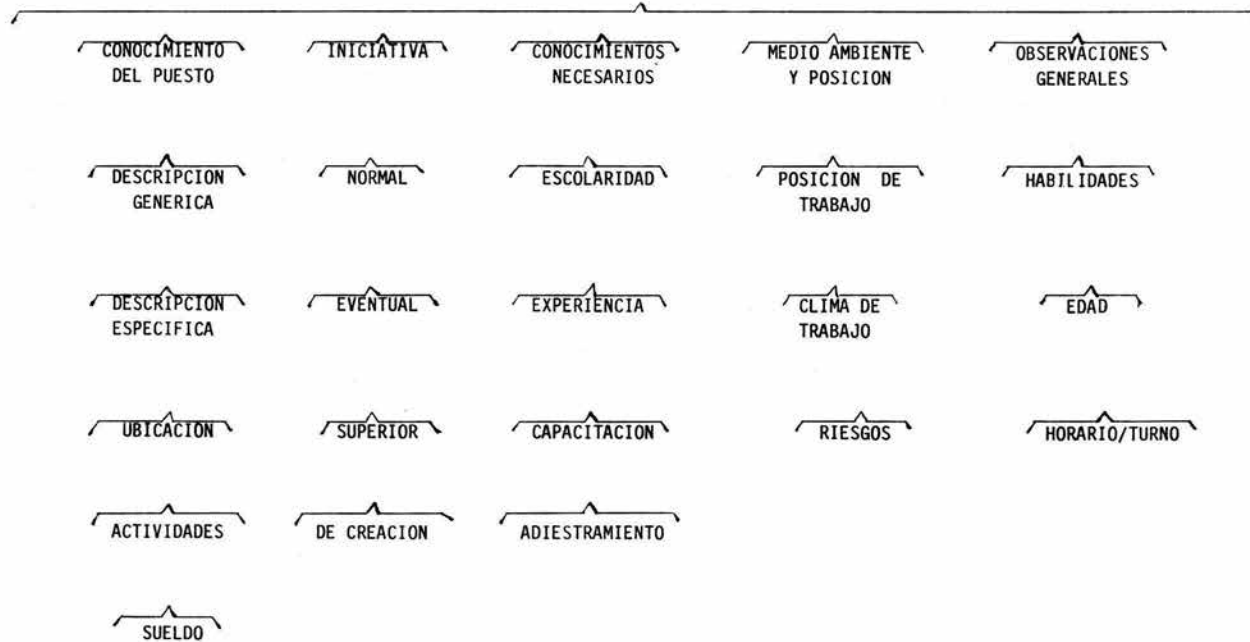 CONOCIMIENTO
DEL PUESTO
INICIATIVA
CONOCIMIENTOS
NECESARIOS
MEDIO AMBIENTE
Y POSICION
OBSERVACIONES
GENERALES
DESCRIPCION
GENERICA
NORMAL
ESCOLARIDAD
POSICION DE
TRABAJO
HABILIDADES
DESCRIPCION
ESPECIFICA
EVENTUAL
EXPERIENCIA
CLIMA DE
TRABAJO
EDAD
UBICACION
SUPERIOR
CAPACITACION
RIESGOS
HORARIO/TURNO
ACTIVIDADES
DE CREACION
ADIESTRAMIENTO
SUELDO